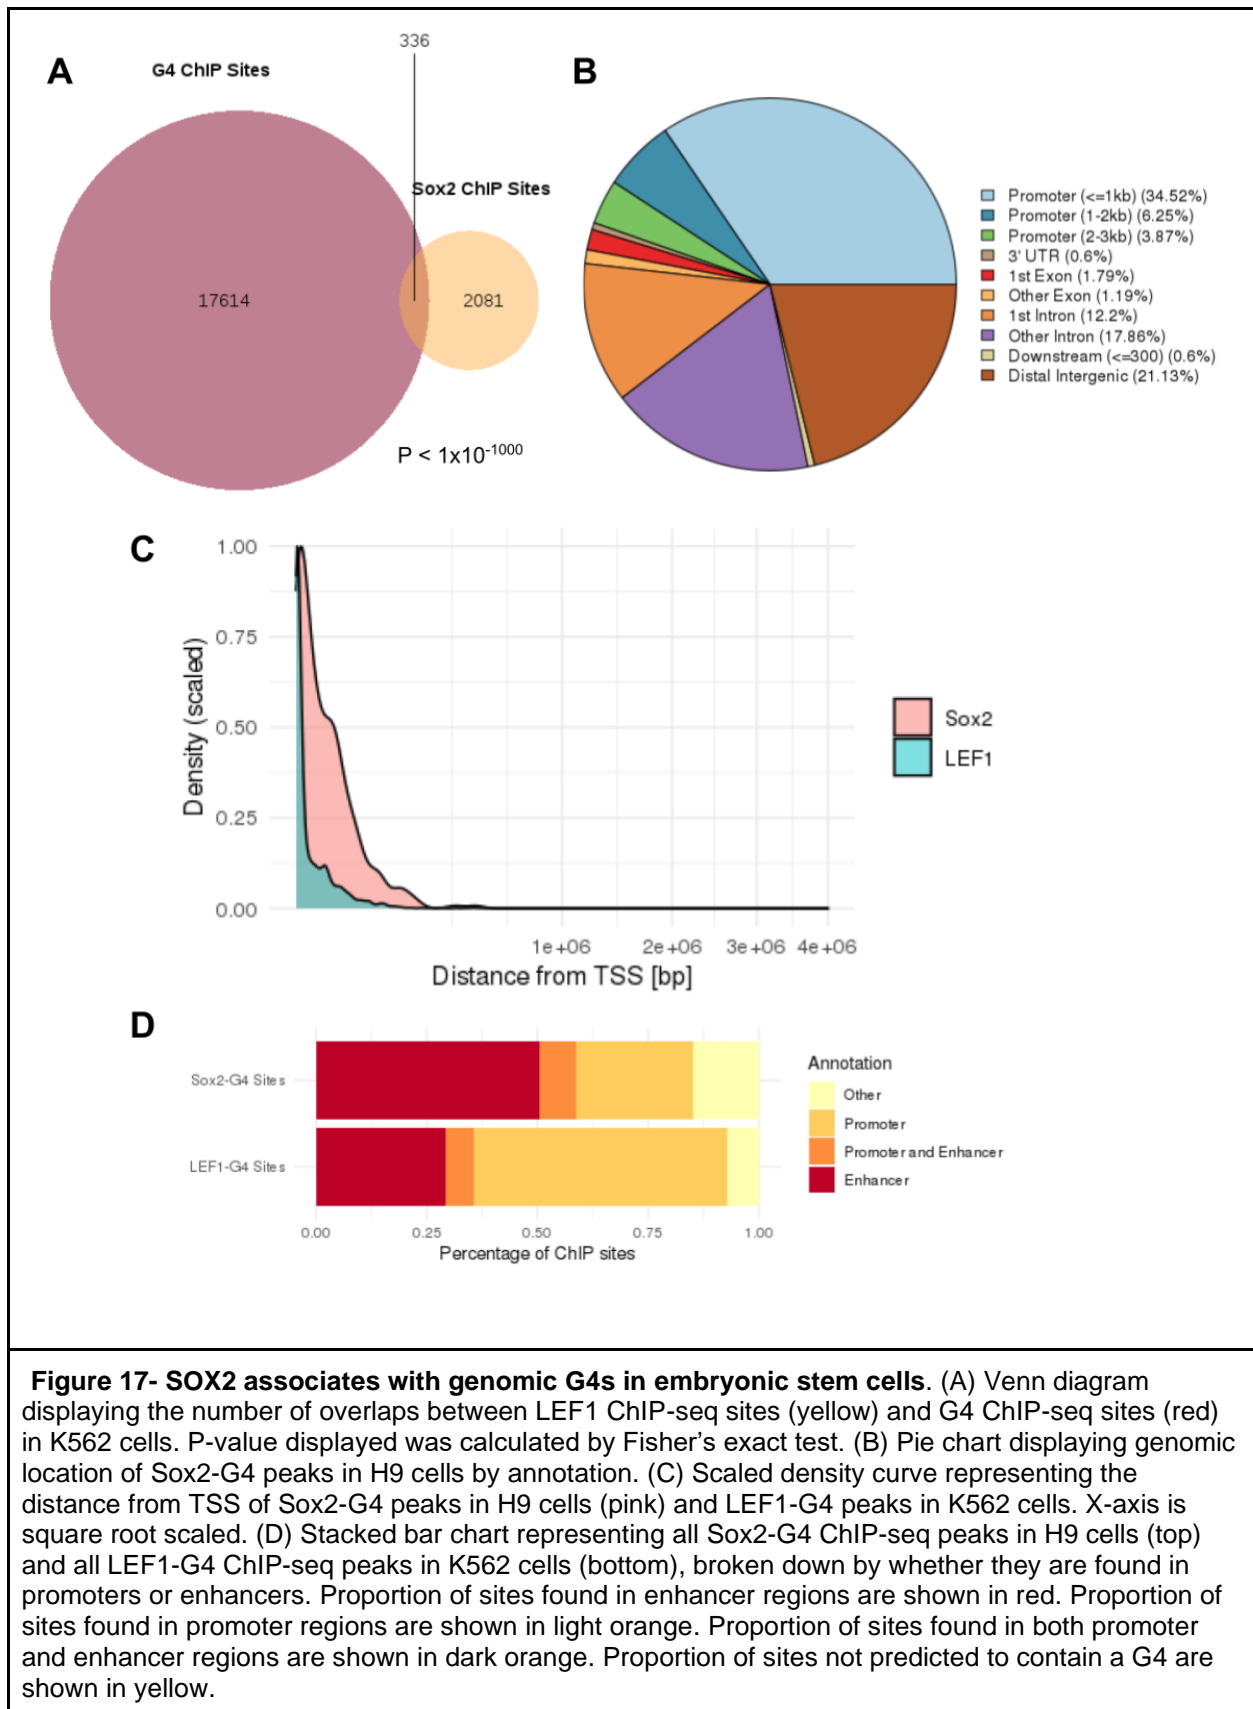 336
A
G4 ChIP Sites
Sox2 ChIP Sites
17614
2081
P < 1x10-1000
B
Promoter (<=1kb) (34.52%)
Promoter (1-2kb) (6.25%)
Promoter (2-3kb) (3.87%)
3' UTR (0.6%)
1st Exon (1.79%)
Other Exon (1.19%)
1st Intron (12.2%)
Other Intron (17.86%)
Downstream (<=300) (0.6%)
Distal Intergenic (21.13%)
C
Density (scaled)
1.00
0.75
0.50
0.25
0.00
1e+06 2e+06 3e+06 4e+06
Distance from TSS [bp]
Sox2
LEF1
D
Sox2-G4 Sites
LEF1-G4 Sites
0.00 0.25 0.50 0.75 1.00
Percentage of ChIP sites
Annotation
Other
Promoter
Promoter and Enhancer
Enhancer
Figure 17- SOX2 associates with genomic G4s in embryonic stem cells. (A) Venn diagram
displaying the number of overlaps between LEF1 ChIP-seq sites (yellow) and G4 ChIP-seq sites (red)
in K562 cells. P-value displayed was calculated by Fisher’s exact test. (B) Pie chart displaying genomic
location of Sox2-G4 peaks in H9 cells by annotation. (C) Scaled density curve representing the
distance from TSS of Sox2-G4 peaks in H9 cells (pink) and LEF1-G4 peaks in K562 cells. X-axis is
square root scaled. (D) Stacked bar chart representing all Sox2-G4 ChIP-seq peaks in H9 cells (top)
and all LEF1-G4 ChIP-seq peaks in K562 cells (bottom), broken down by whether they are found in
promoters or enhancers. Proportion of sites found in enhancer regions are shown in red. Proportion of
sites found in promoter regions are shown in light orange. Proportion of sites found in both promoter
and enhancer regions are shown in dark orange. Proportion of sites not predicted to contain a G4 are
shown in yellow.